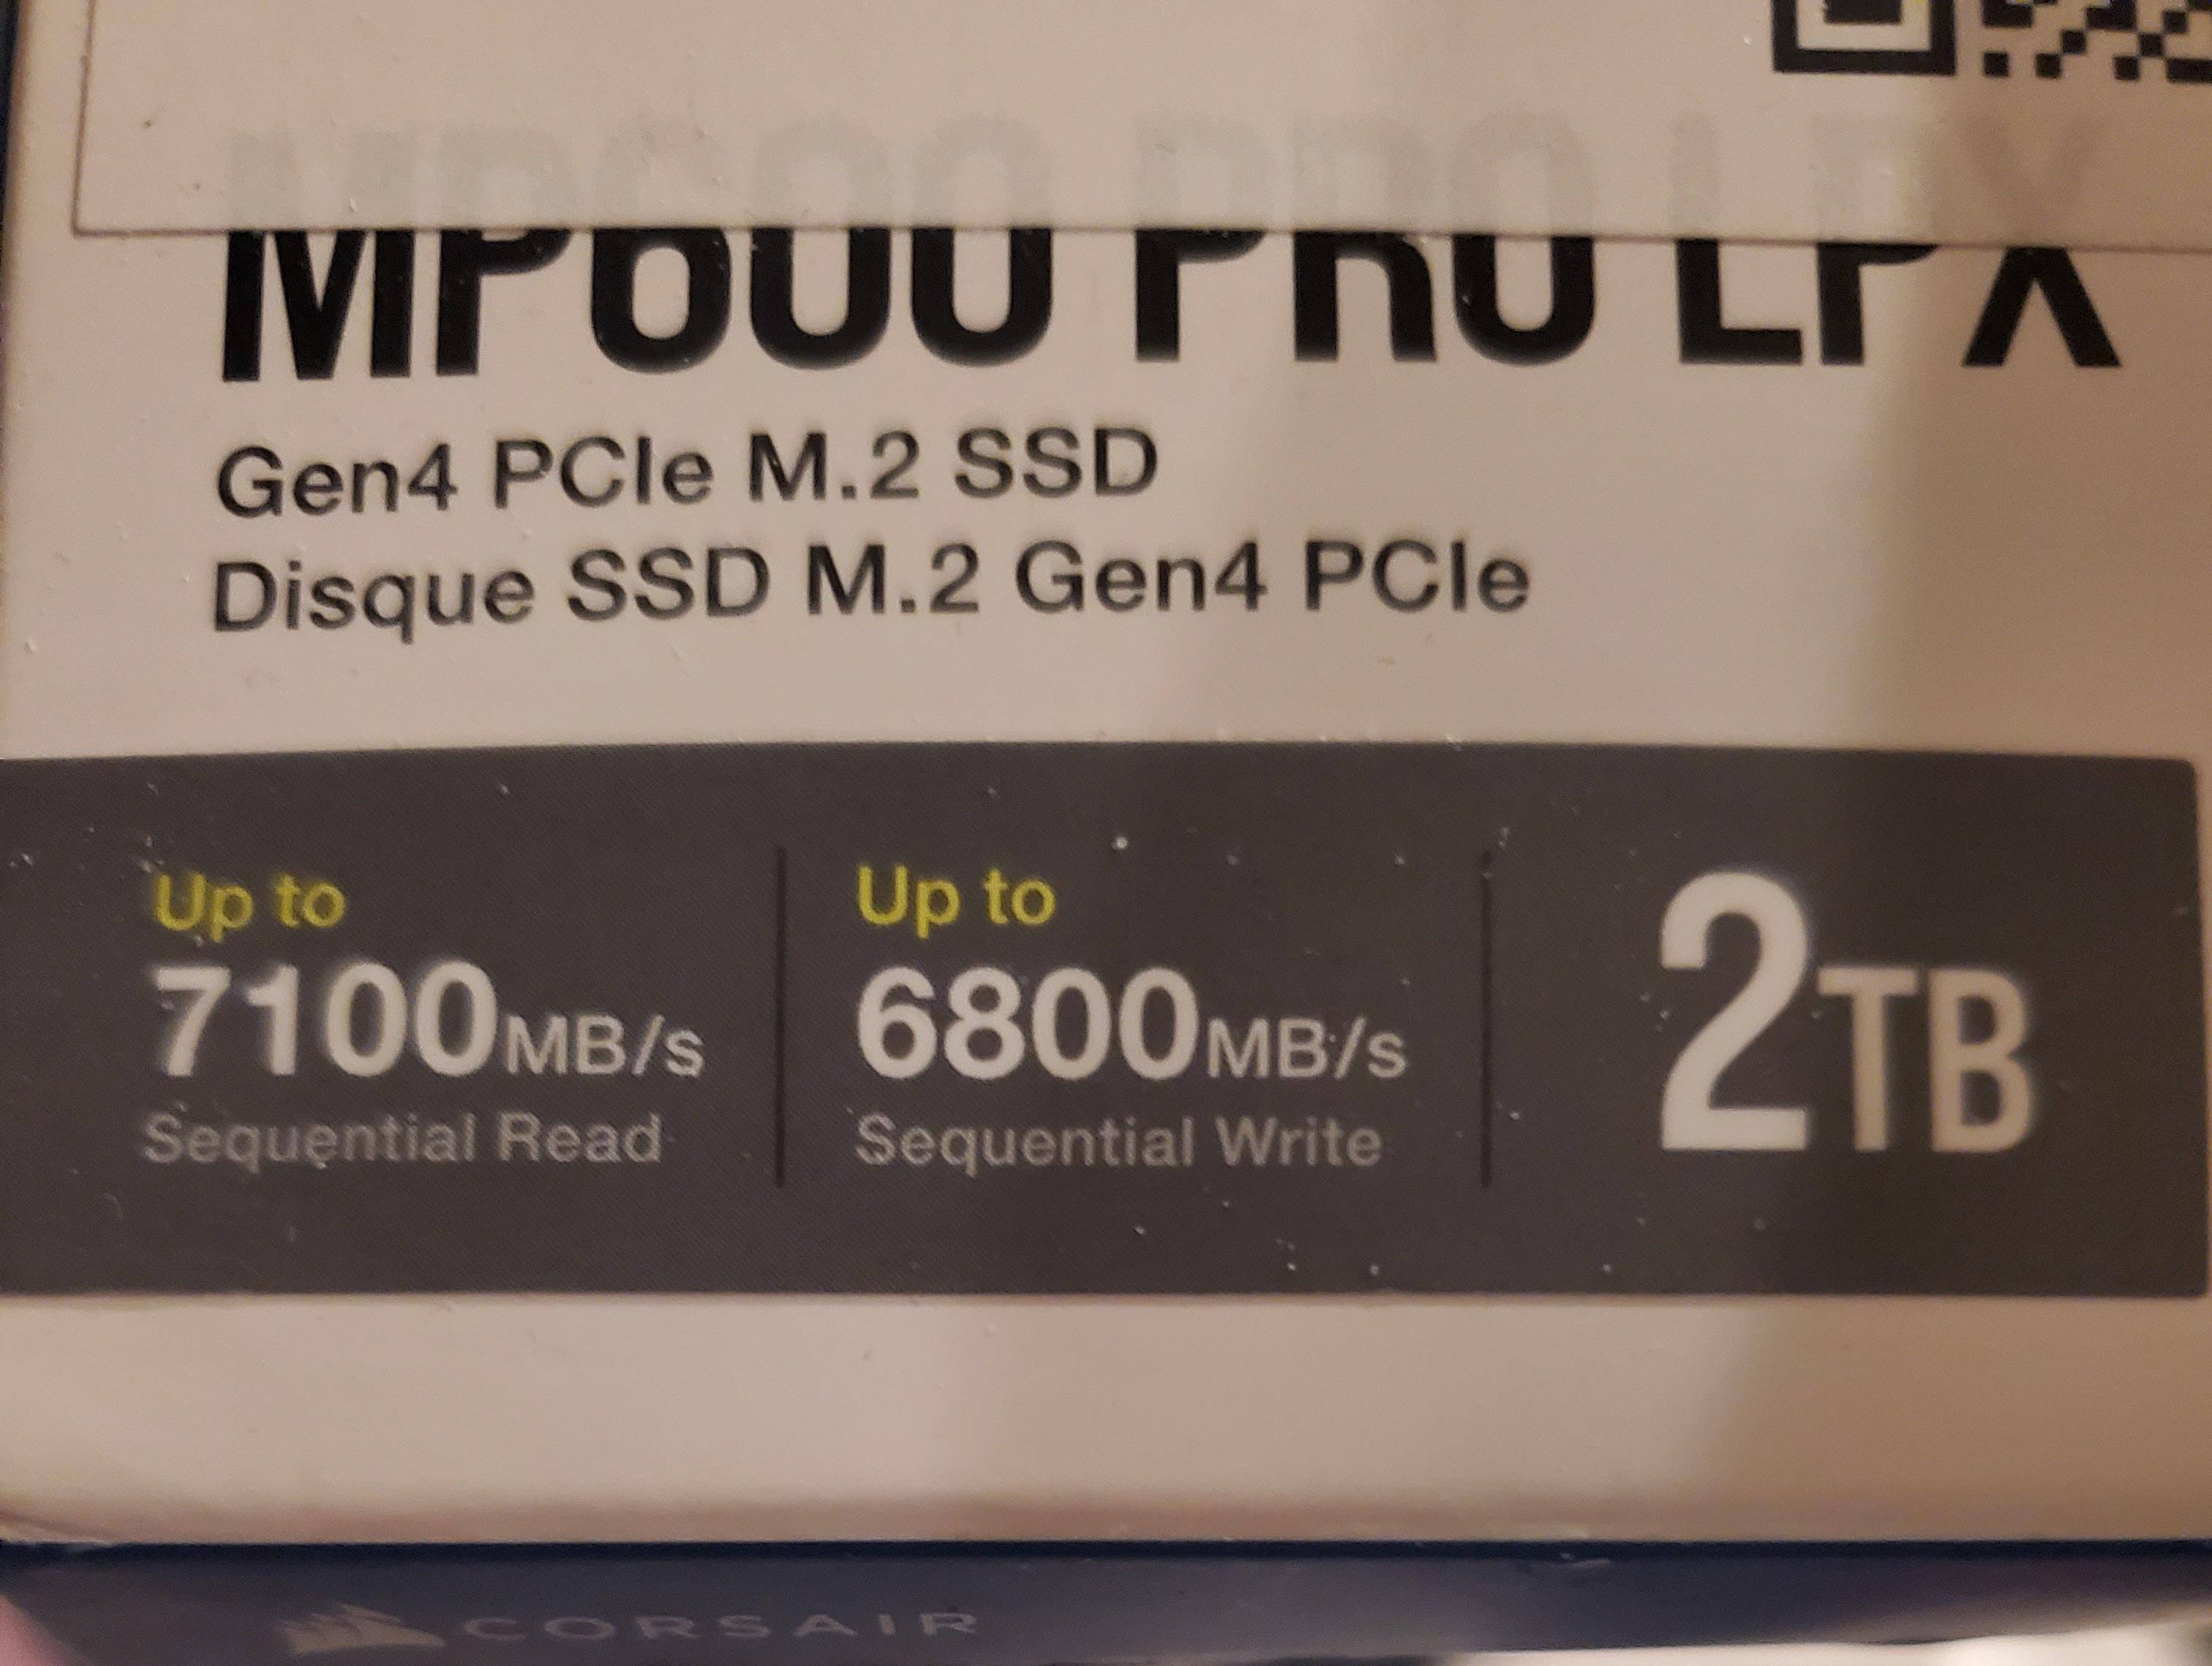 MP600 PRO LPX
Gen4 PCIe M.2 SSD
Disque SSD M.2 Gen4 PCIe
Up to
7100MB/s
Sequential Read
Up to
6800MB/s
Sequential Write
2TB
CORSAIR